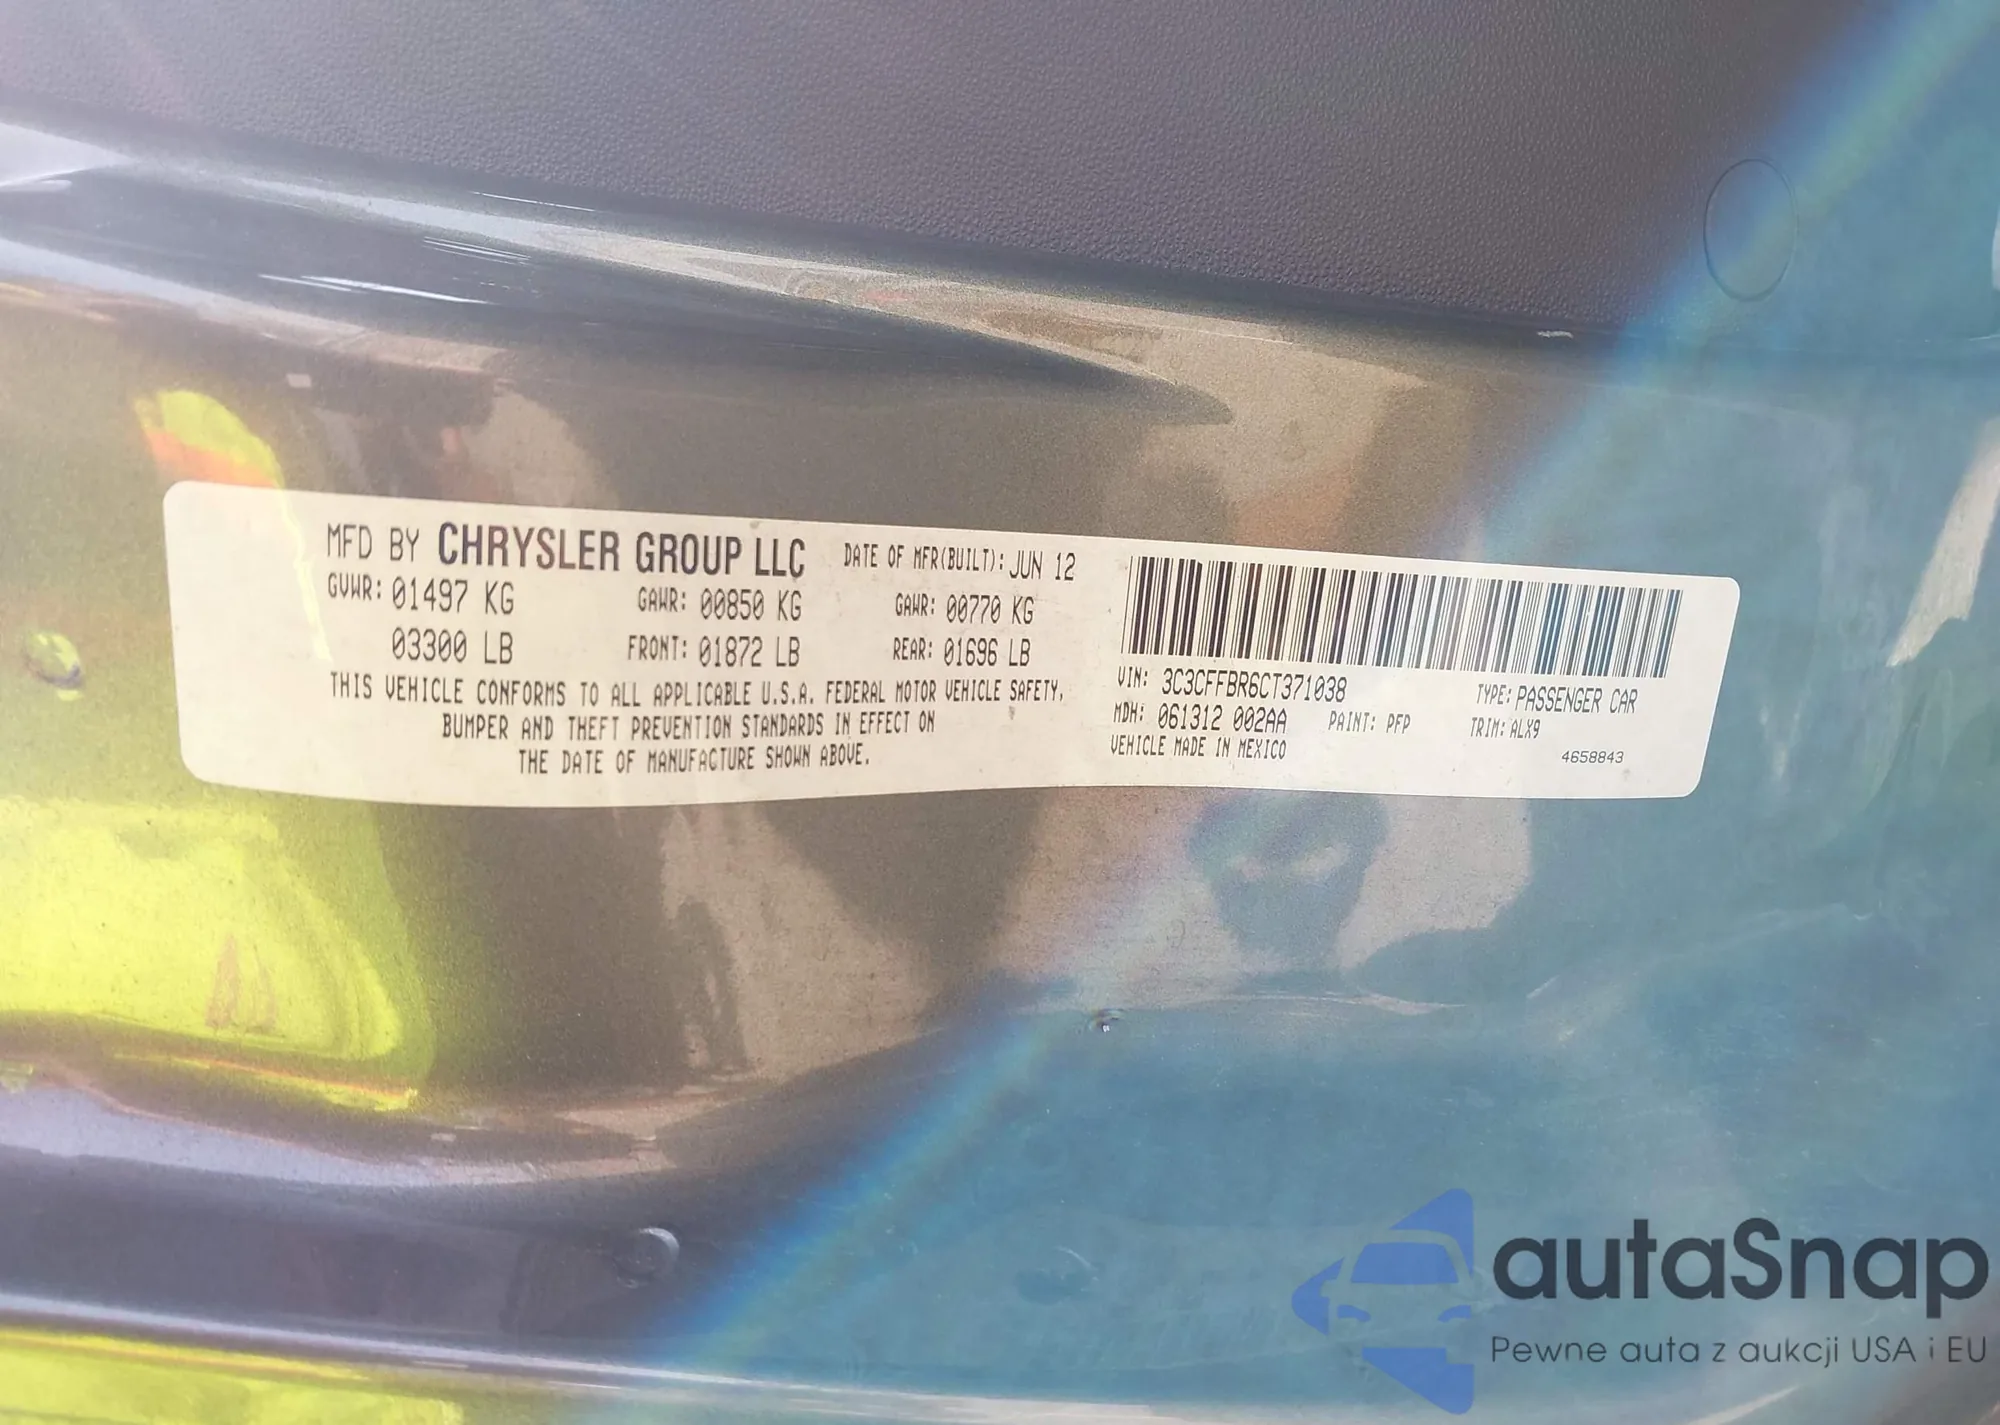 MFD BY CHRYSLER GROUP LLC DATE OF MFR(BUILT): JUN 12
GVWR: 01497 KG GAWR: 00850 KG GAWR: 00770 KG
03300 LB FRONT: 01872 LB REAR: 01696 LB
THIS VEHICLE CONFORMS TO ALL APPLICABLE U.S.A. FEDERAL MOTOR VEHICLE SAFETY,
BUMPER AND THEFT PREVENTION STANDARDS IN EFFECT ON
THE DATE OF MANUFACTURE SHOWN ABOVE.
VIN: 3C3CFFBR6CT371038 TYPE: PASSENGER CAR
MDH: 061312 002AA PAINT: PFP TRIM: ALX9
VEHICLE MADE IN MEXICO 4658843
autaSnap
Pewne auta z aukcji USA i EU